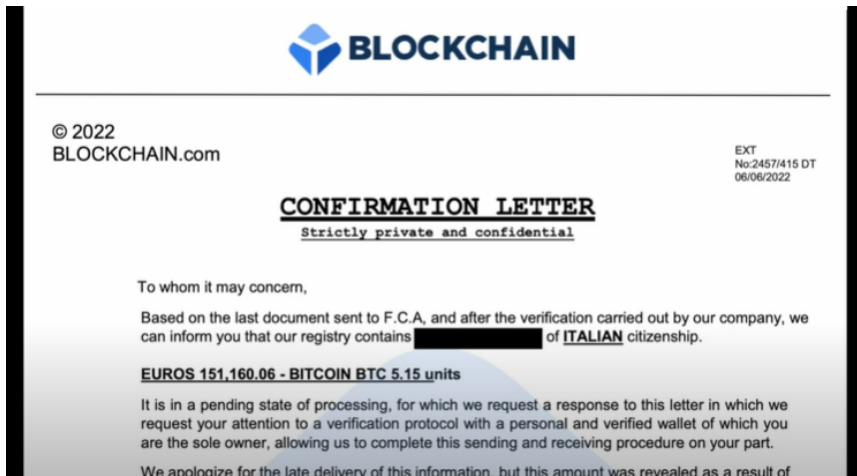 BLOCKCHAIN
© 2022
BLOCKCHAIN.com
EXT
No:2457/415 DT
06/06/2022
CONFIRMATION LETTER
Strictly private and confidential
To whom it may concern,
Based on the last document sent to F.C.A, and after the verification carried out by our company, we
can inform you that our registry contains of ITALIAN citizenship.
EUROS 151,160.06 - BITCOIN BTC 5.15 units
It is in a pending state of processing, for which we request a response to this letter in which we
request your attention to a verification protocol with a personal and verified wallet of which you
are the sole owner, allowing us to complete this sending and receiving procedure on your part.
We apologize for the late delivery of this information, but this amount was revealed as a result of